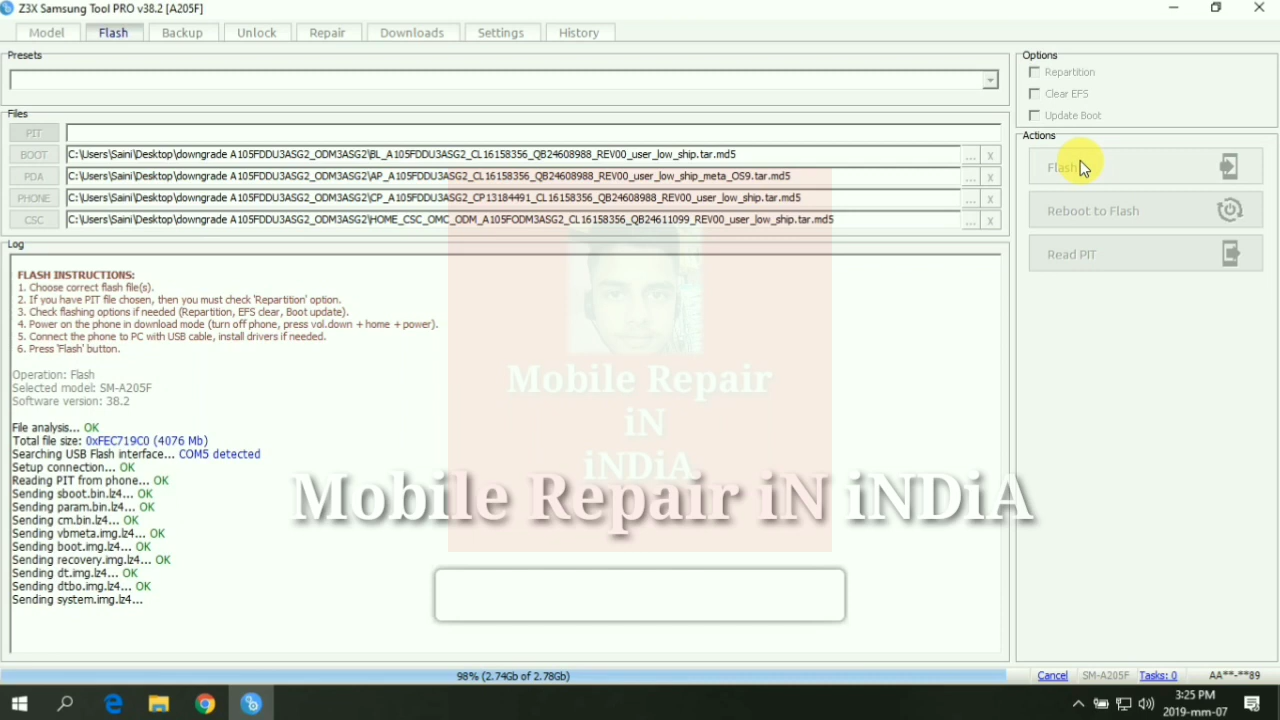 Z3X Samsung Tool PRO v38.2 [A205F]
Model Flash Backup Unlock Repair Downloads Settings History
Presets
Options
Repartition
Clear EFS
Update Boot
Files
PIT
BOOT C:\Users\Saini\Desktop\downgrade A105FDDU3ASG2_ODM3ASG2\BL_A105FDDU3ASG2_CL16158356_QB24608988_REV00_user_low_ship.tar.md5 ... x
PDA C:\Users\Saini\Desktop\downgrade A105FDDU3ASG2_ODM3ASG2\AP_A105FDDU3ASG2_CL16158356_QB24608988_REV00_user_low_ship_meta_OS9.tar.md5 ... x
PHONE C:\Users\Saini\Desktop\downgrade A105FDDU3ASG2_ODM3ASG2\CP_A105FDDU3ASG2_CP13184491_CL16158356_QB24608988_REV00_user_low_ship.tar.md5 ... x
CSC C:\Users\Saini\Desktop\downgrade A105FDDU3ASG2_ODM3ASG2\HOME_CSC_OMC_ODM_A105FODM3ASG2_CL16158356_QB24611099_REV00_user_low_ship.tar.md5 ... x
Actions
Flash
Reboot to Flash
Read PIT
Log
FLASH INSTRUCTIONS:
1. Choose correct flash file(s).
2. If you have PIT file chosen, then you must check 'Repartition' option.
3. Check flashing options if needed (Repartition, EFS clear, Boot update).
4. Power on the phone in download mode (turn off phone, press vol.down + home + power).
5. Connect the phone to PC with USB cable, install drivers if needed.
6. Press 'Flash' button.
Operation: Flash
Selected model: SM-A205F
Software version: 38.2
File analysis... OK
Total file size: 0xFEC719C0 (4076 Mb)
Searching USB Flash interface... COM5 detected
Setup connection... OK
Reading PIT from phone... OK
Sending sboot.bin.lz4... OK
Sending param.bin.lz4... OK
Sending cm.bin.lz4... OK
Sending vbmeta.img.lz4... OK
Sending boot.img.lz4... OK
Sending recovery.img.lz4... OK
Sending dt.img.lz4... OK
Sending dtbo.img.lz4... OK
Sending system.img.lz4...
Mobile Repair
iN
iNDiA
Mobile Repair iN iNDiA
98% (2.74Gb of 2.78Gb)
Cancel SM-A205F Tasks: 0 AA**-**89
3:25 PM
2019-mm-07